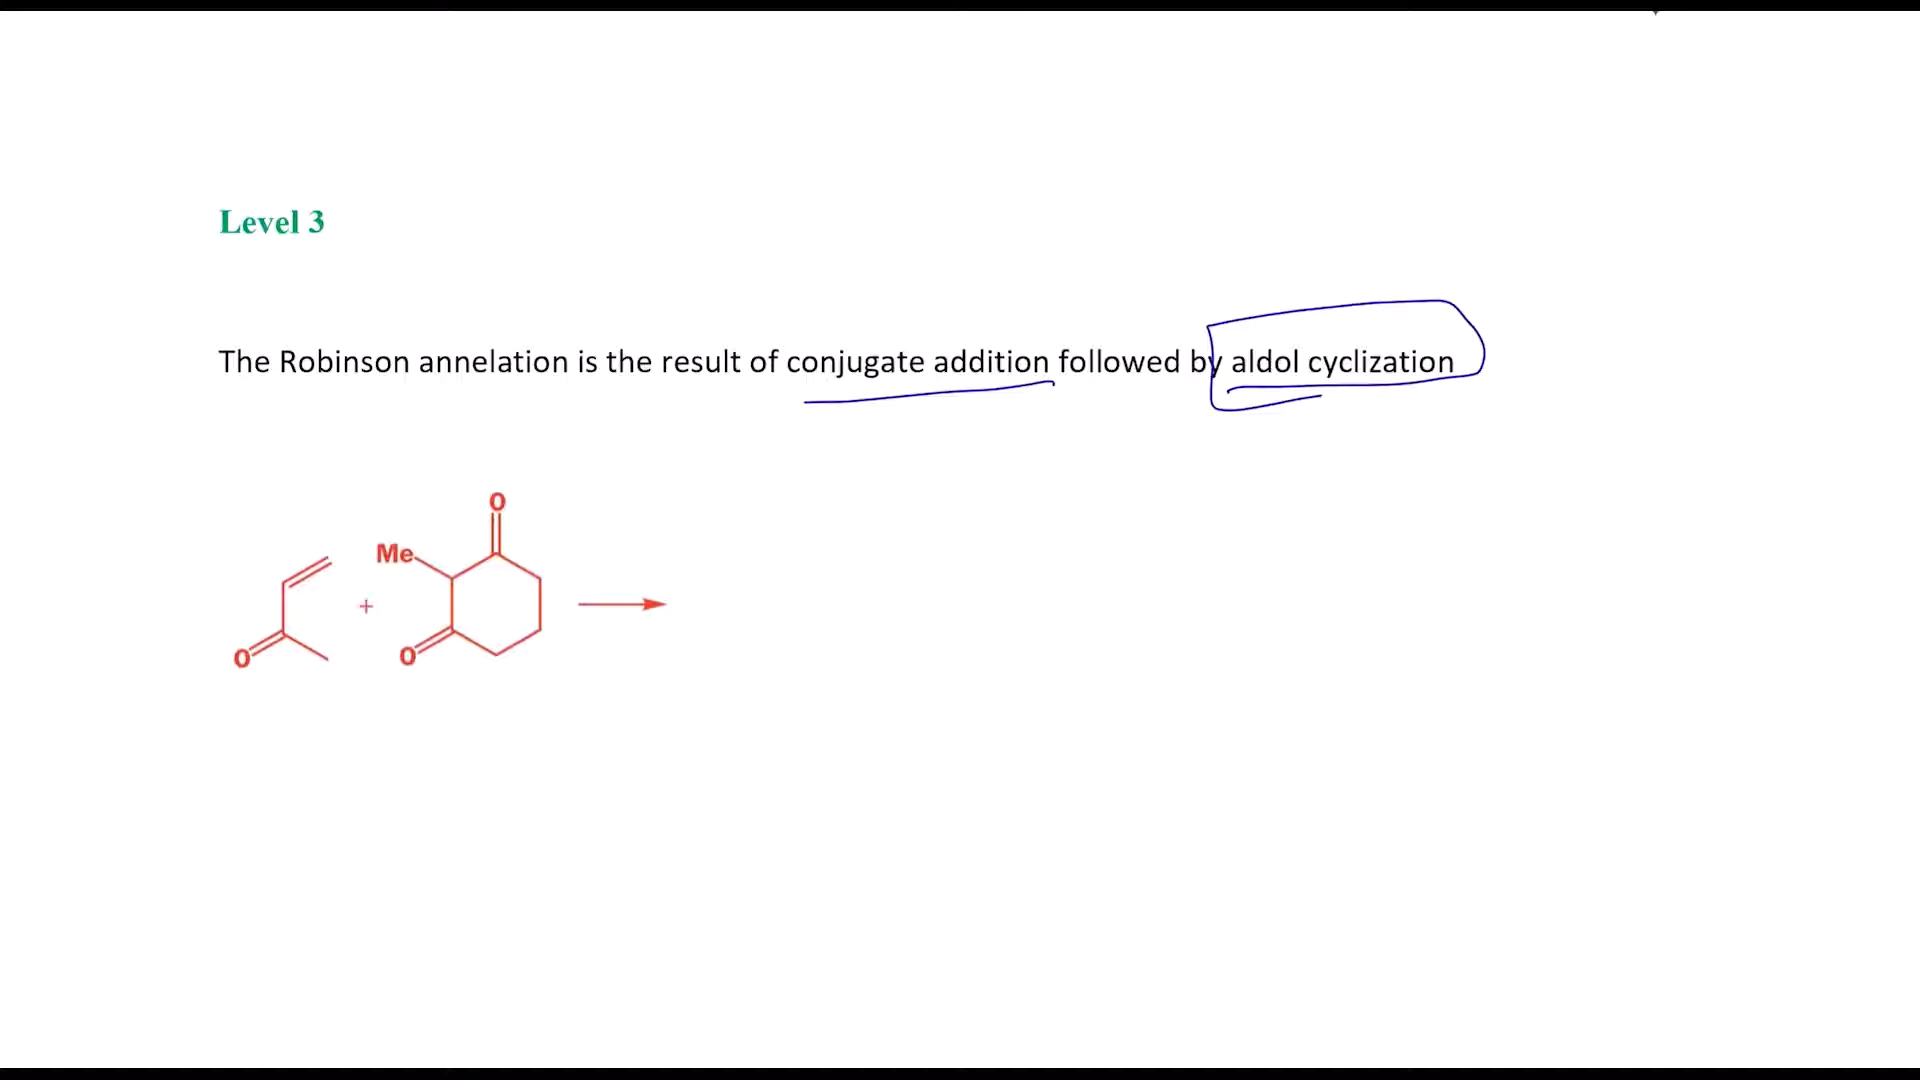 Level 3
The Robinson annelation is the result of conjugate addition followed by aldol cyclization
O
Me
+
O
O